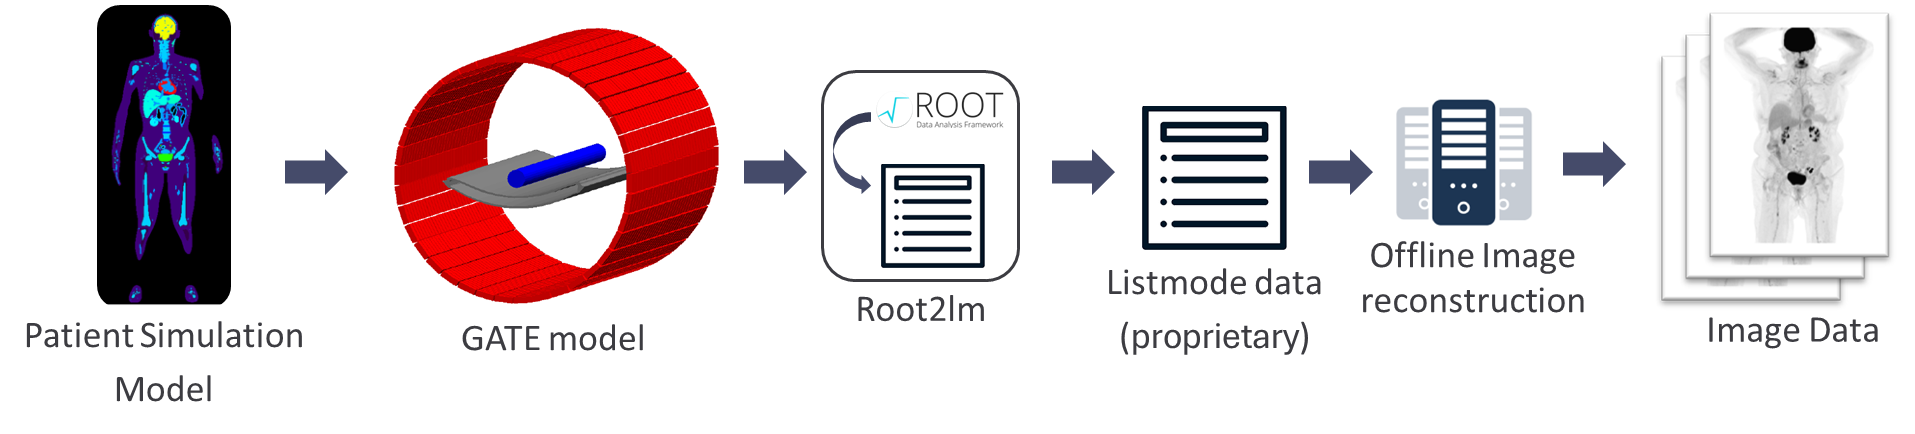 Patient Simulation
Model
GATE model
ROOT
Data Analysis Framework
Root2lm
Listmode data
(proprietary)
Offline Image
reconstruction
Image Data